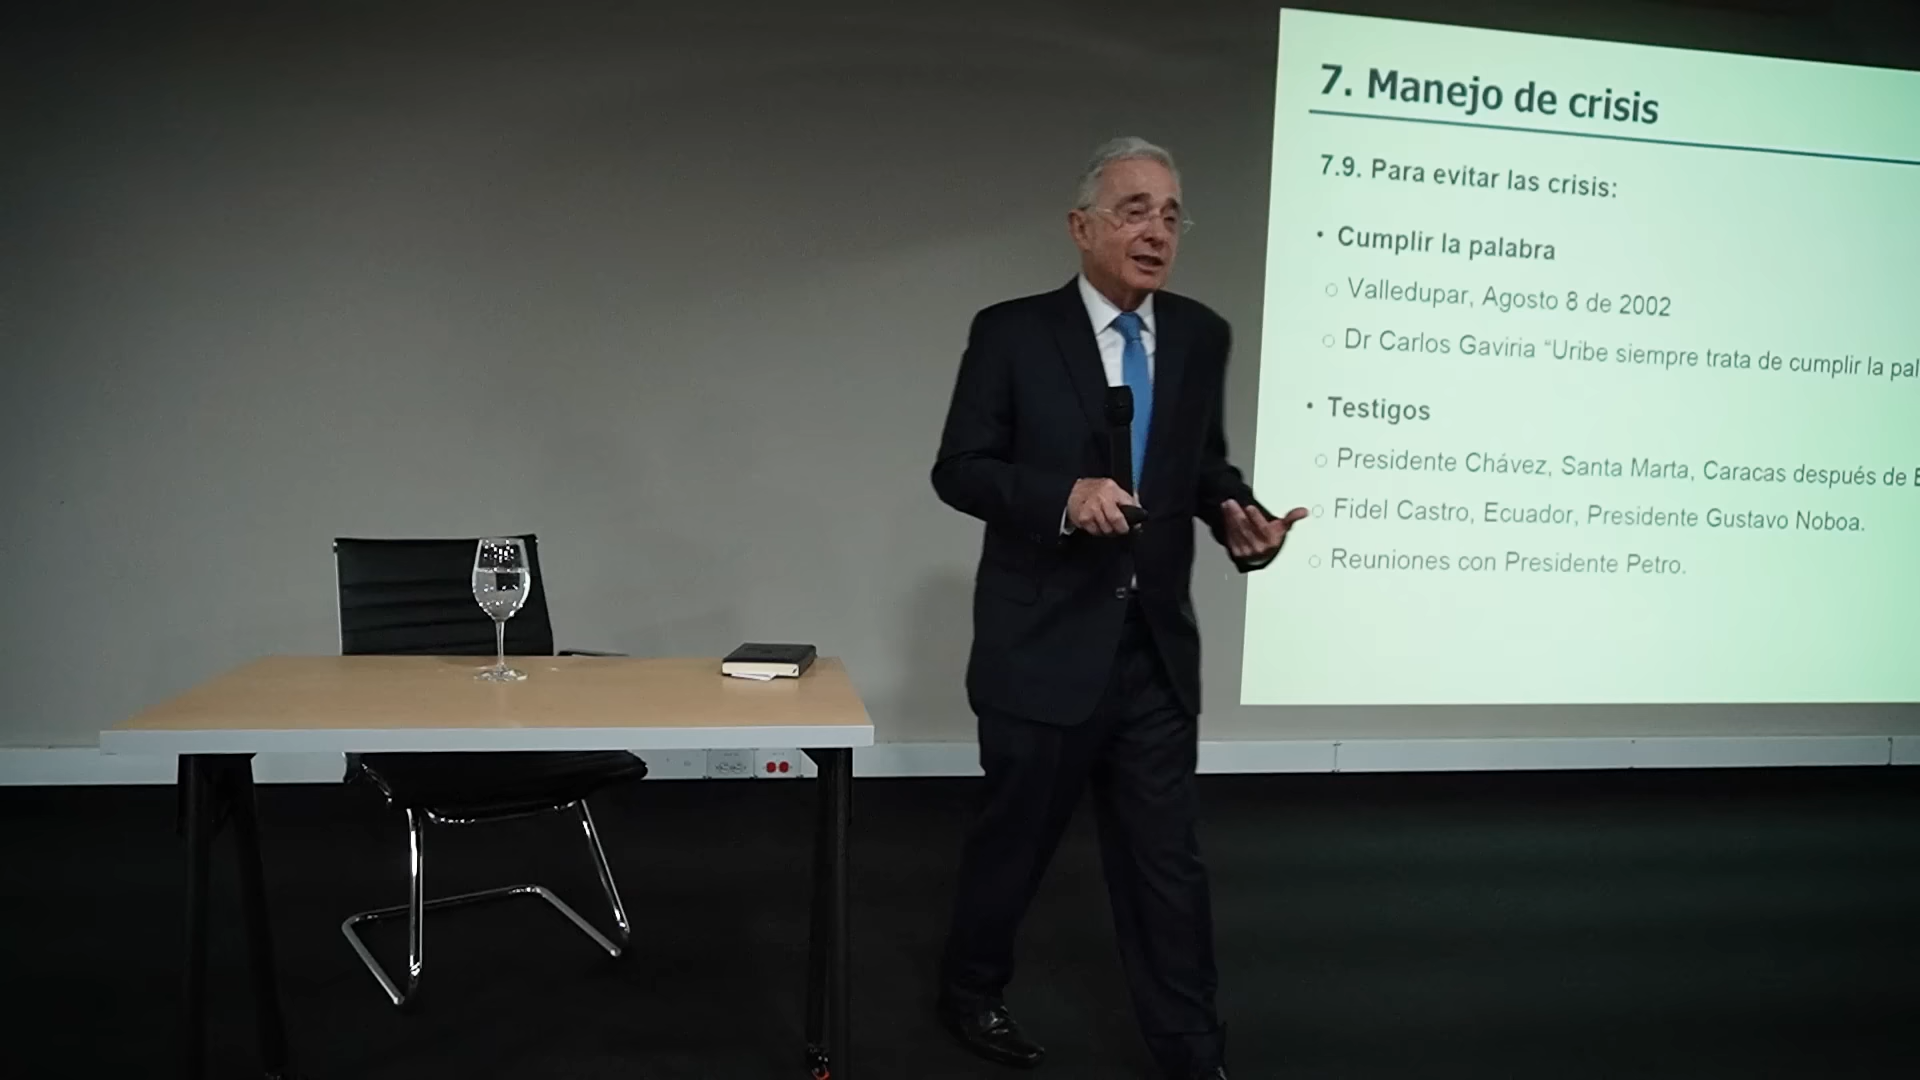 7. Manejo de crisis
7.9. Para evitar las crisis:
• Cumplir la palabra
○ Valledupar, Agosto 8 de 2002
○ Dr Carlos Gaviria “Uribe siempre trata de cumplir la
• Testigos
○ Presidente Chávez, Santa Marta, Caracas después de
○ Fidel Castro, Ecuador, Presidente Gustavo Noboa.
○ Reuniones con Presidente Petro.